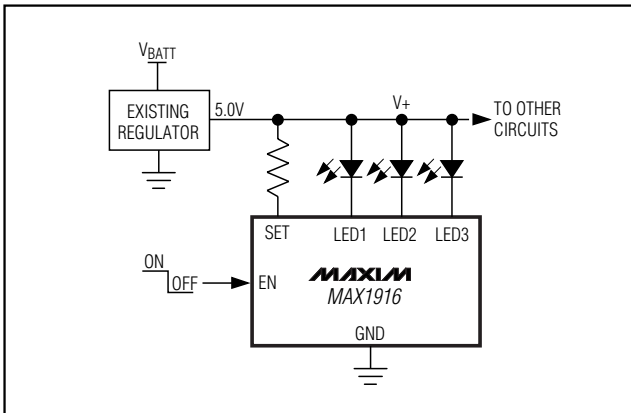 VBATT
EXISTING
REGULATOR
5.0V
V+
TO OTHER
CIRCUITS
SET
LED1
LED2
LED3
ON
OFF
EN
MAXIM
MAX1916
GND